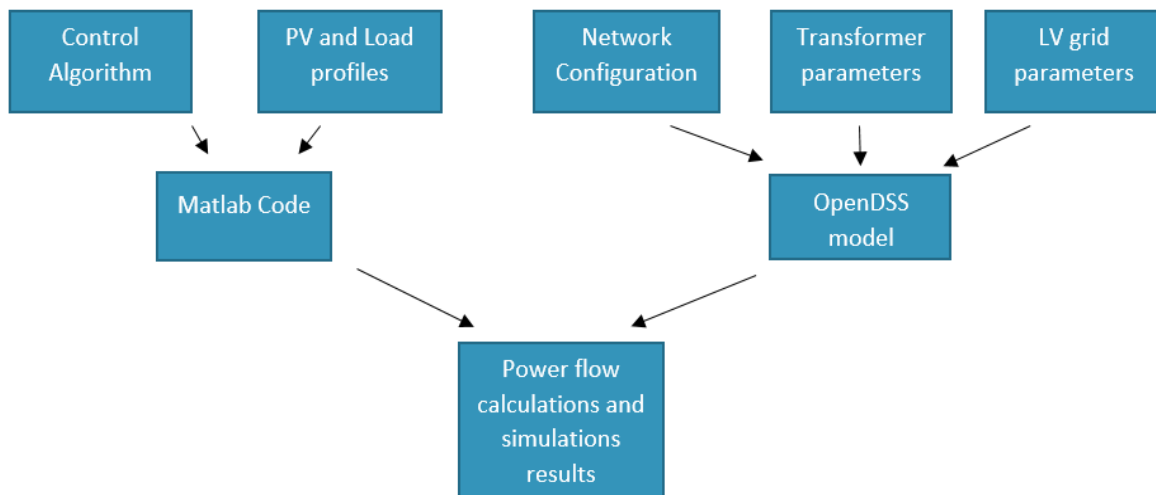 Control
Algorithm
PV and Load
profiles
Network
Configuration
Transformer
parameters
LV grid
parameters
Matlab Code
OpenDSS
model
Power flow
calculations and
simulations
results